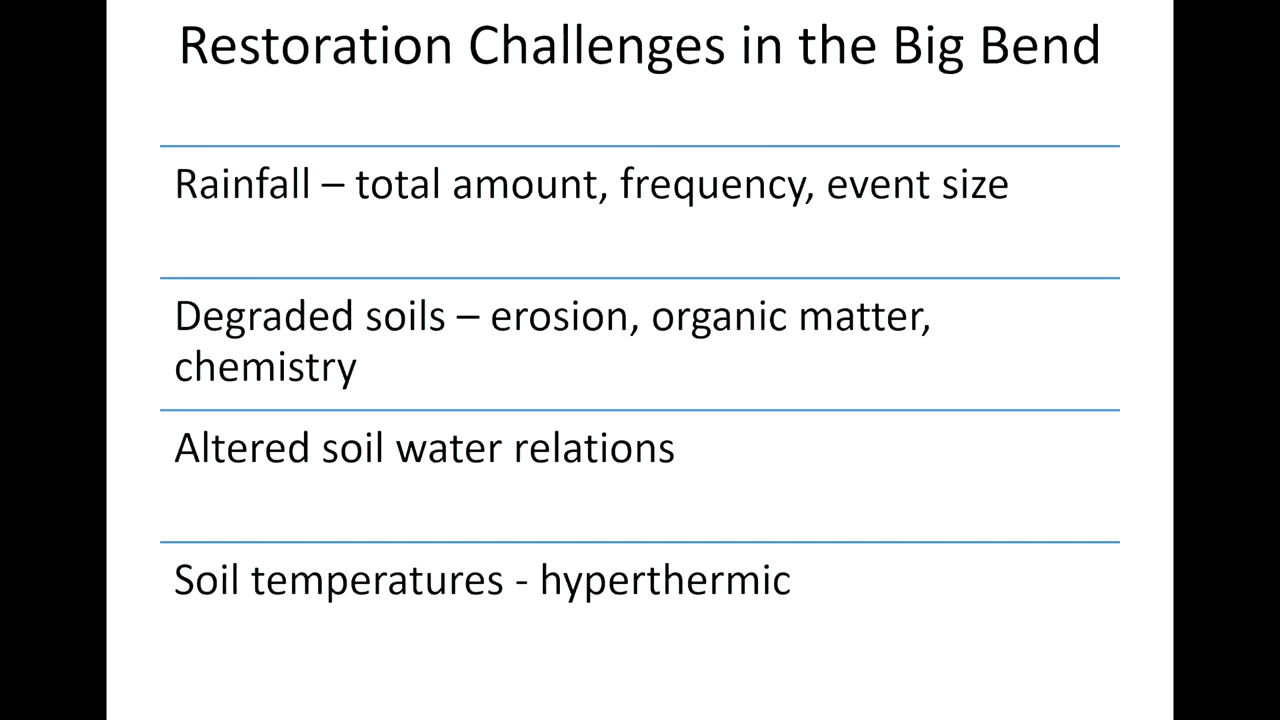 Restoration Challenges in the Big Bend
Rainfall – total amount, frequency, event size
Degraded soils – erosion, organic matter,
chemistry
Altered soil water relations
Soil temperatures - hyperthermic